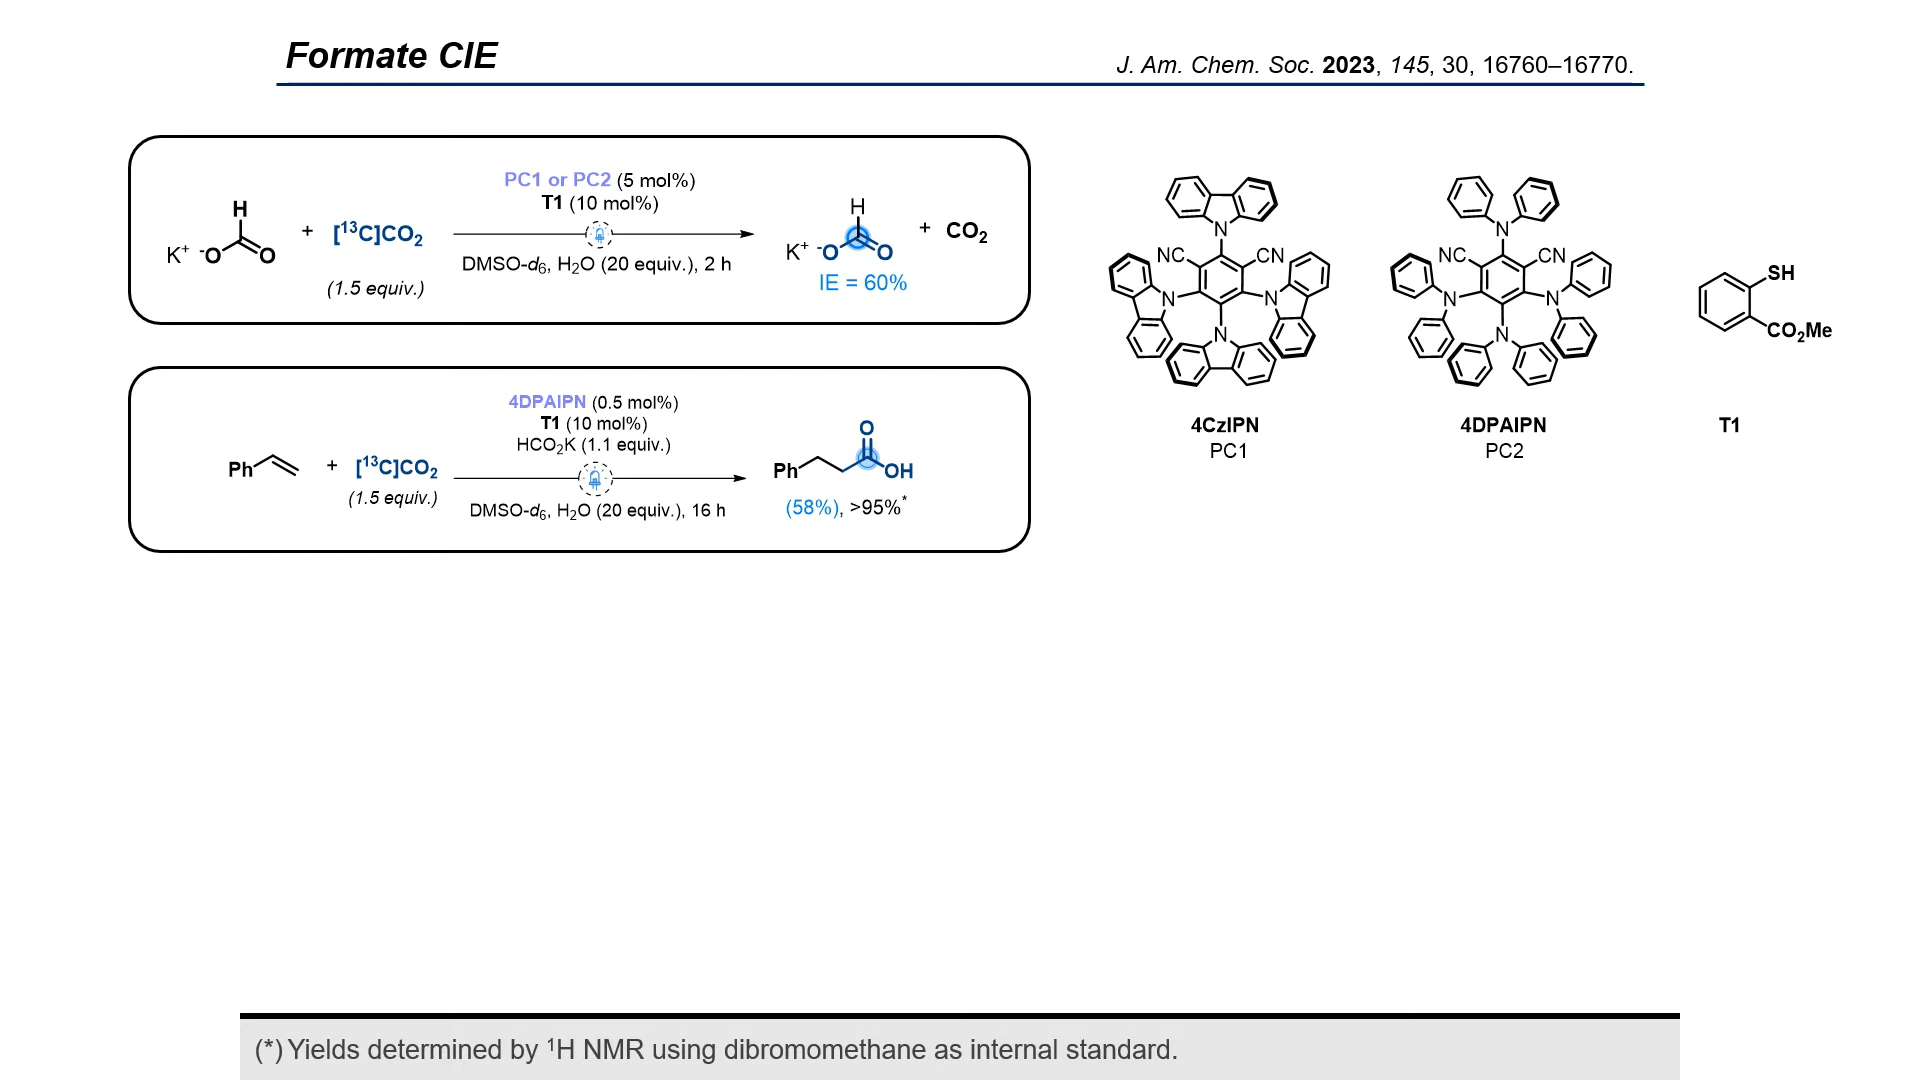 Formate CIE
J. Am. Chem. Soc. 2023, 145, 30, 16760–16770.
PC1 or PC2 (5 mol%)
T1 (10 mol%)
H
K⁺ ⁻O O
+
[¹³C]CO₂
(1.5 equiv.)
DMSO-d₆, H₂O (20 equiv.), 2 h
H
K⁺ ⁻O O
IE = 60%
+
CO₂
4DPAIPN (0.5 mol%)
T1 (10 mol%)
HCO₂K (1.1 equiv.)
Ph
+
[¹³C]CO₂
(1.5 equiv.)
DMSO-d₆, H₂O (20 equiv.), 16 h
O
Ph OH
(58%), >95%*
N
NC CN
N N
N
4CzIPN
PC1
N
NC CN
N N
N
4DPAIPN
PC2
SH
CO₂Me
T1
(*) Yields determined by ¹H NMR using dibromomethane as internal standard.